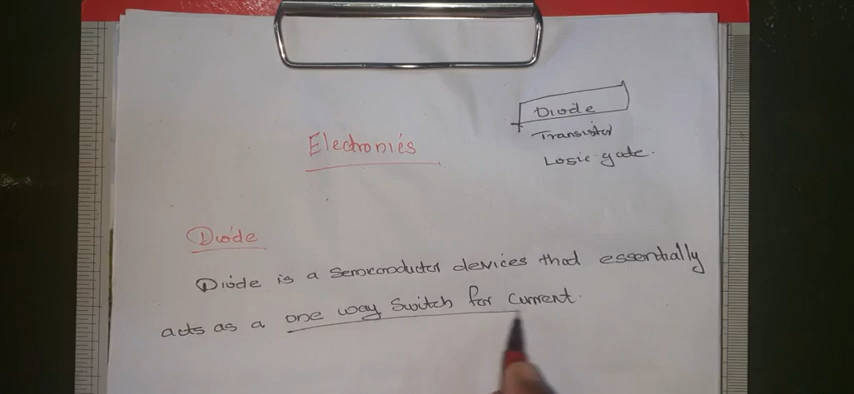 Diode
Transistor
Logic gate.
Electronics
Diode
Diode is a semiconductor devices that essentially
acts as a one way switch for current.